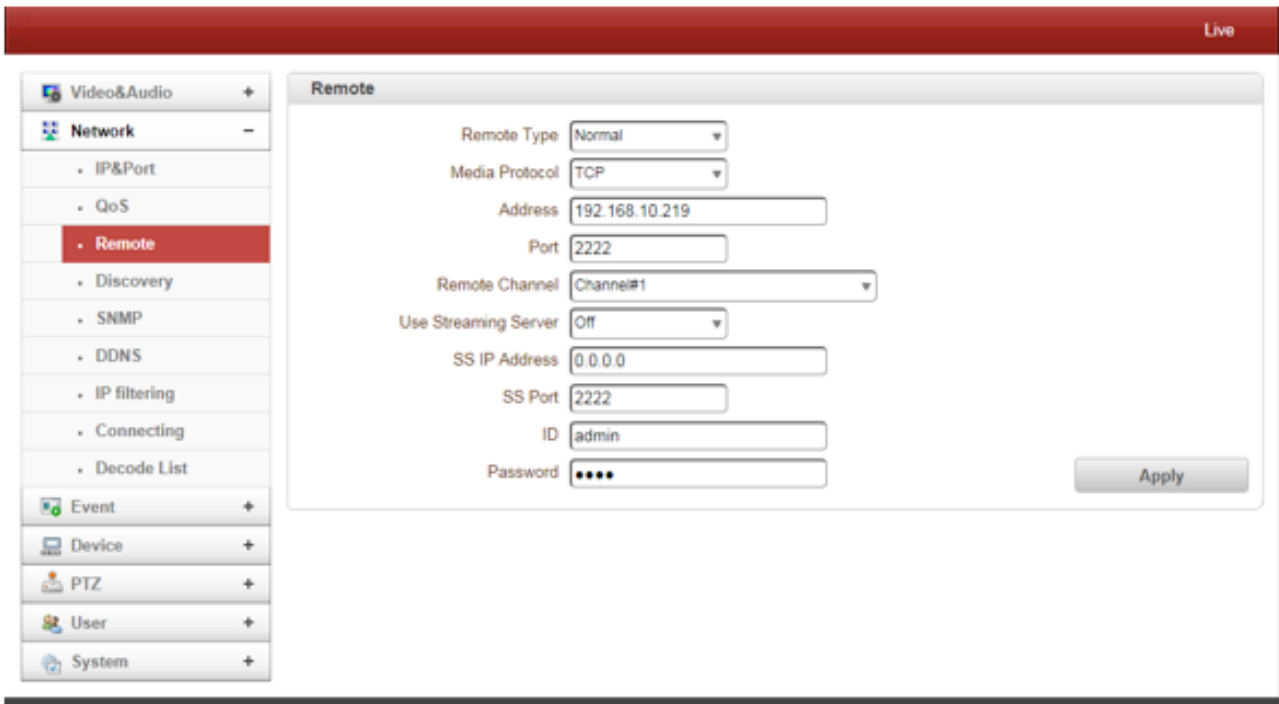 Live
Video&Audio +
Network -
IP&Port
QoS
Remote
Discovery
SNMP
DDNS
IP filtering
Connecting
Decode List
Event +
Device +
PTZ +
User +
System +
Remote
Remote Type Normal
Media Protocol TCP
Address 192.168.10.219
Port 2222
Remote Channel Channel#1
Use Streaming Server Off
SS IP Address 0.0.0.0
SS Port 2222
ID admin
Password ••••
Apply